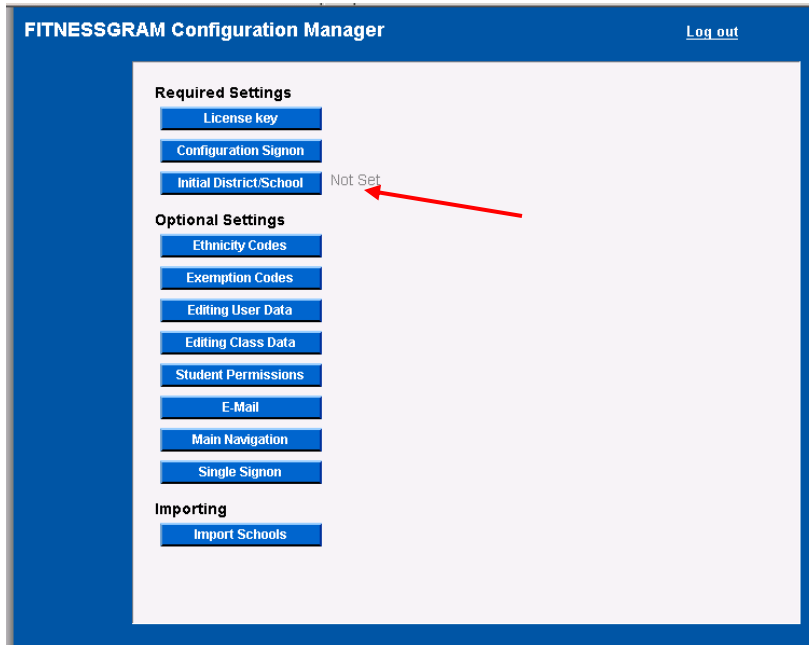 FITNESSGRAM Configuration Manager Log out
Required Settings
License key
Configuration Signon
Initial District/School Not Set
Optional Settings
Ethnicity Codes
Exemption Codes
Editing User Data
Editing Class Data
Student Permissions
E-Mail
Main Navigation
Single Signon
Importing
Import Schools